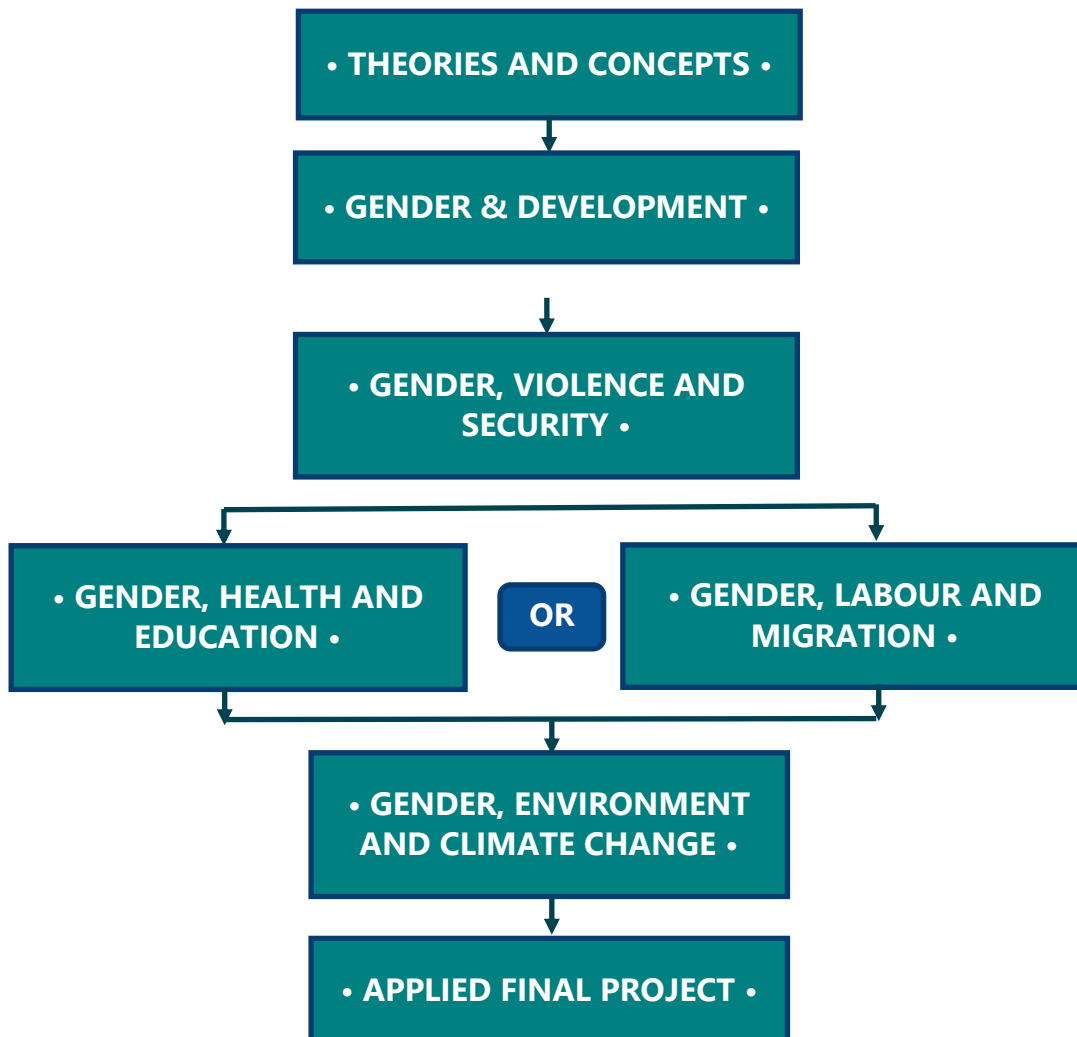 • THEORIES AND CONCEPTS •
• GENDER & DEVELOPMENT •
• GENDER, VIOLENCE AND
SECURITY •
• GENDER, HEALTH AND
EDUCATION •
OR
• GENDER, LABOUR AND
MIGRATION •
• GENDER, ENVIRONMENT
AND CLIMATE CHANGE •
• APPLIED FINAL PROJECT •